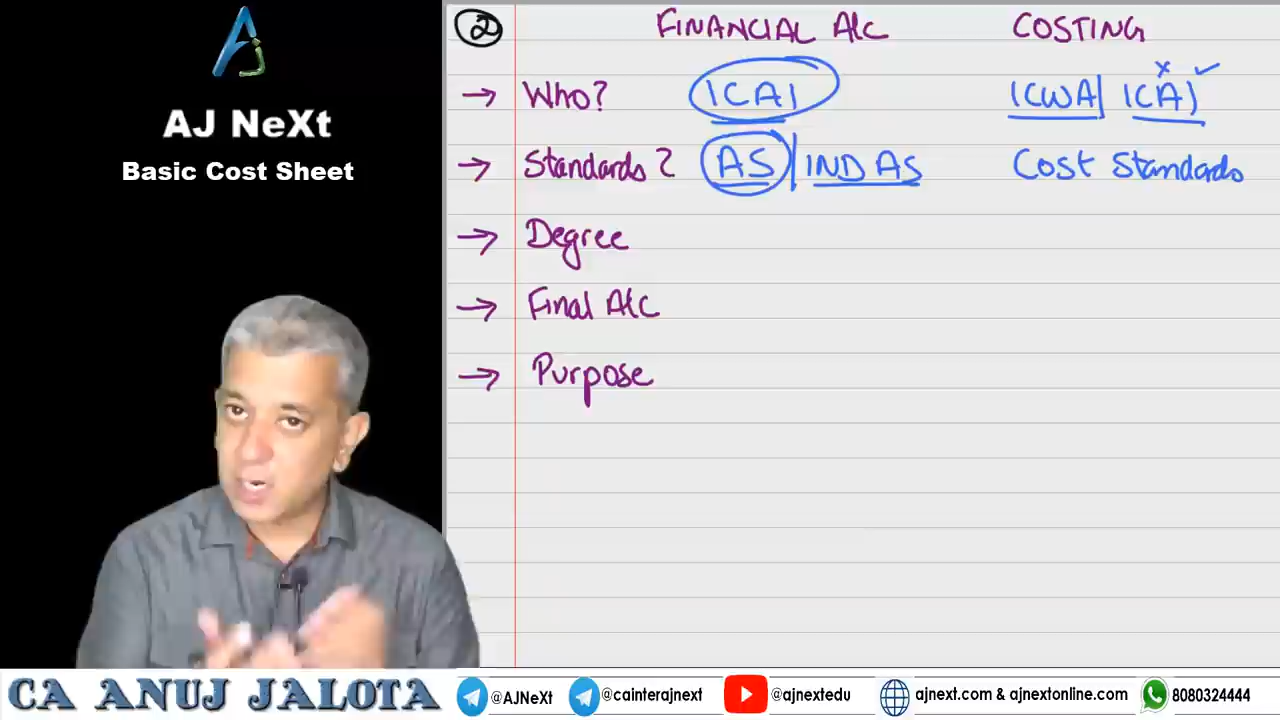 AJ NeXt
Basic Cost Sheet
② FINANCIAL A/C COSTING
→ Who? ICAI ICWA| ICAI
→ Standards? AS | IND AS Cost Standards
→ Degree
→ Final A/C
→ Purpose
CA ANUJ JALOTA @AJNeXt @cainterajnext @ajnextedu ajnext.com & ajnextonline.com 8080324444